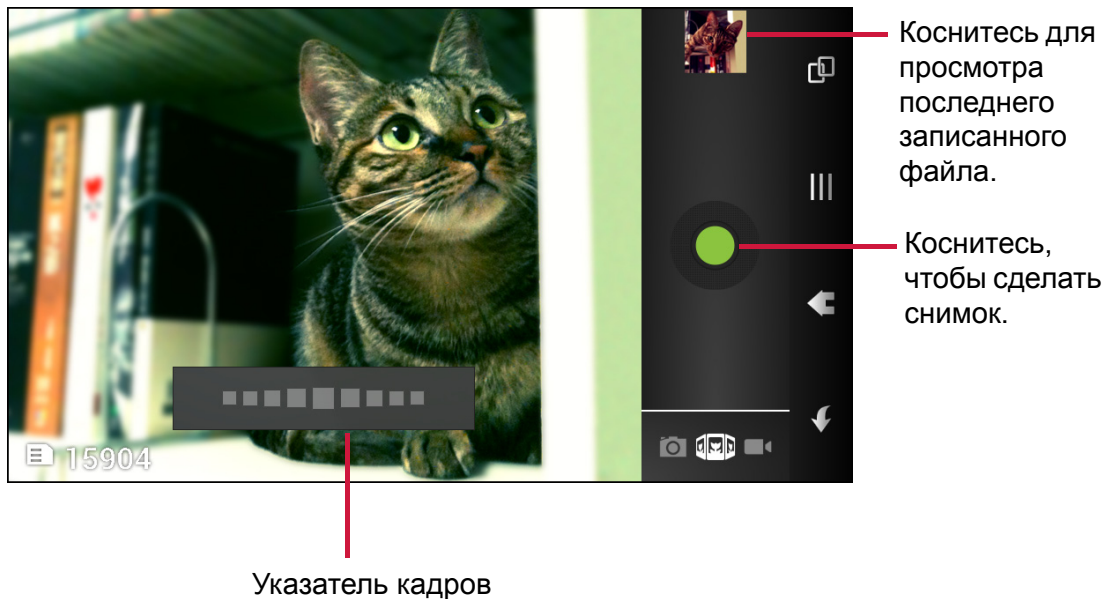 Коснитесь для
просмотра
последнего
записанного
файла.
Коснитесь,
чтобы сделать
снимок.
15904
Указатель кадров